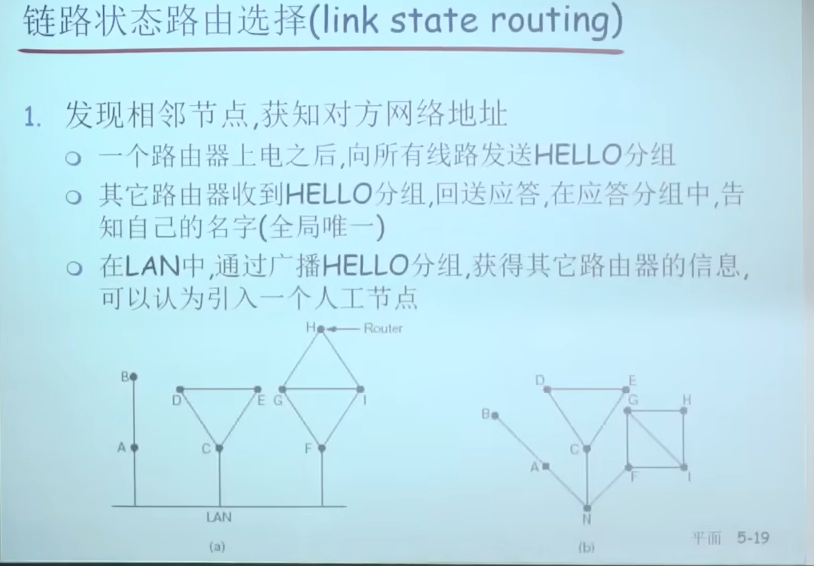 链路状态路由选择(link state routing)
1. 发现相邻节点,获知对方网络地址
一个路由器上电之后,向所有线路发送HELLO分组
其它路由器收到HELLO分组,回送应答,在应答分组中,告
知自己的名字(全局唯一)
在LAN中,通过广播HELLO分组,获得其它路由器的信息,
可以认为引入一个人工节点
H Router
B D E G I
A C F
LAN
(a)
D E
B G H
C
A F I
N
(b)
平面 5-19